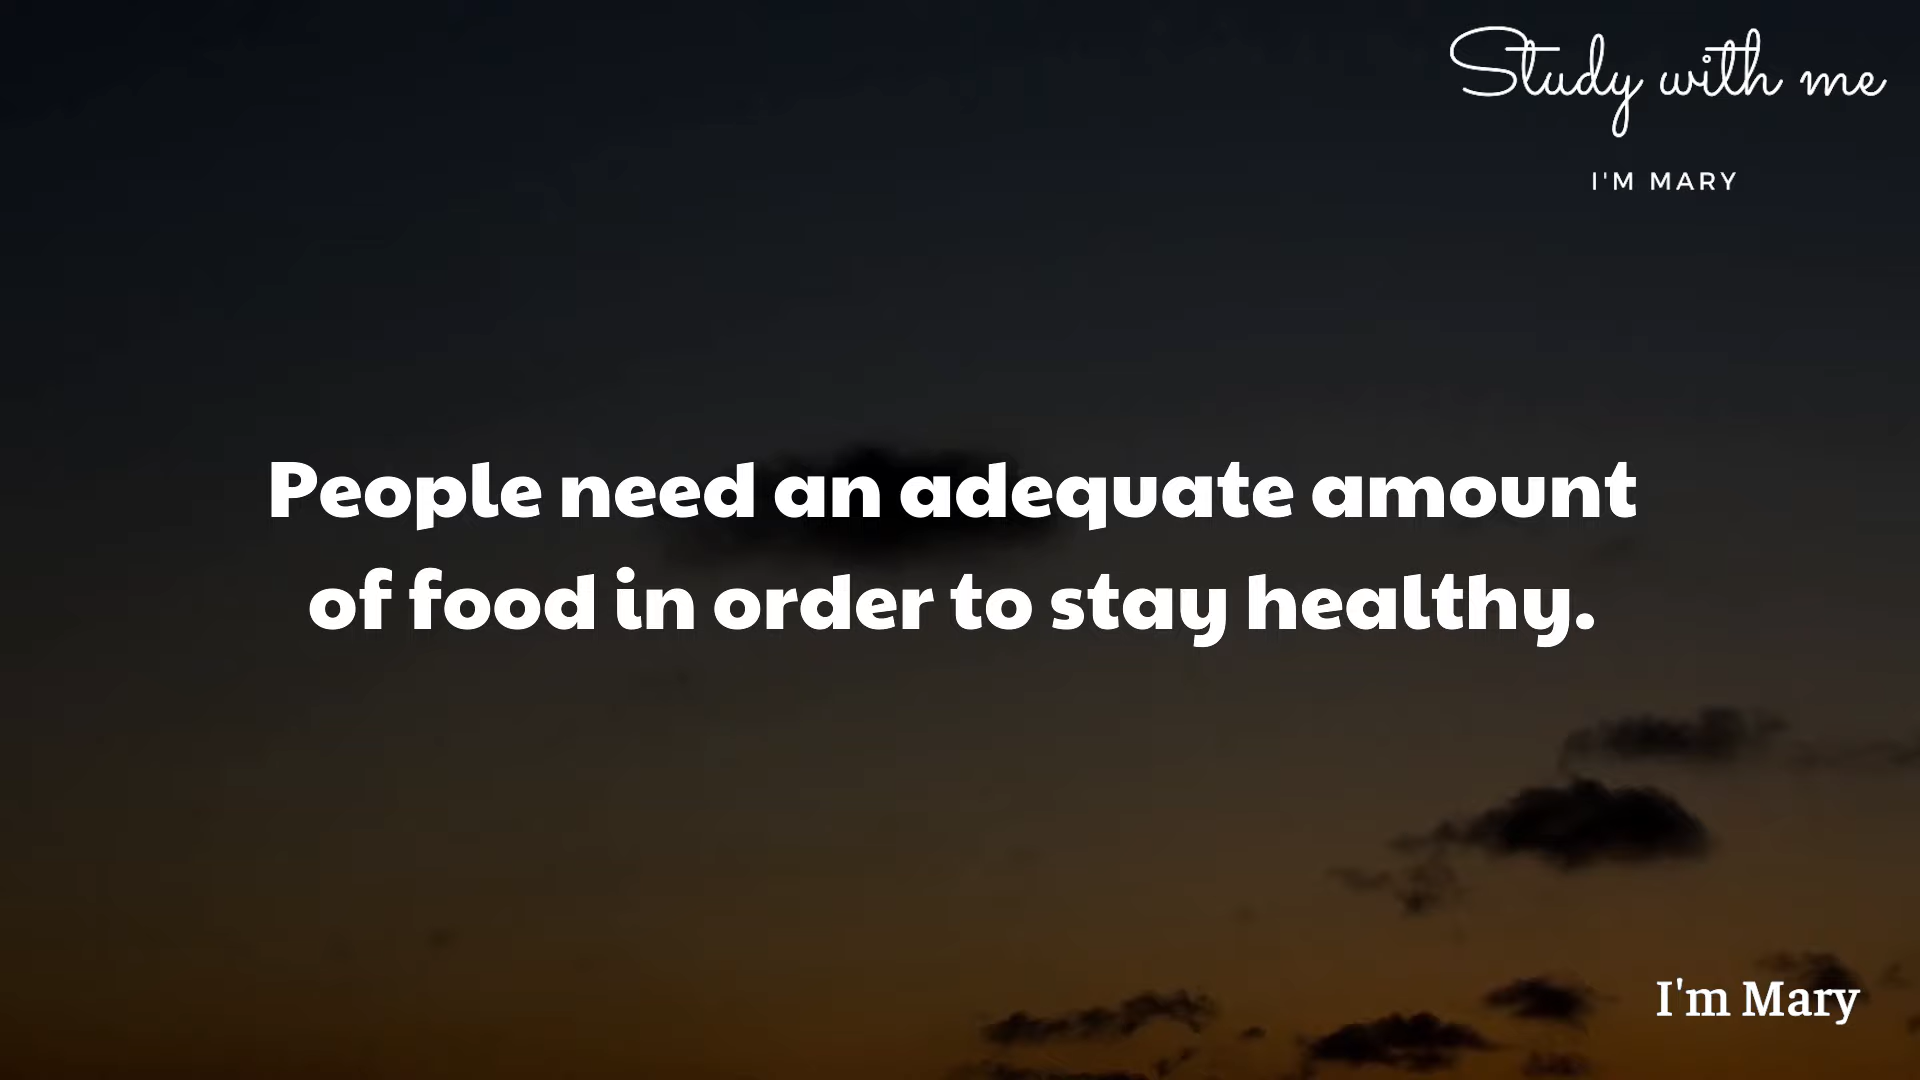 Study with me
I'M MARY
People need an adequate amount
of food in order to stay healthy.
I'm Mary